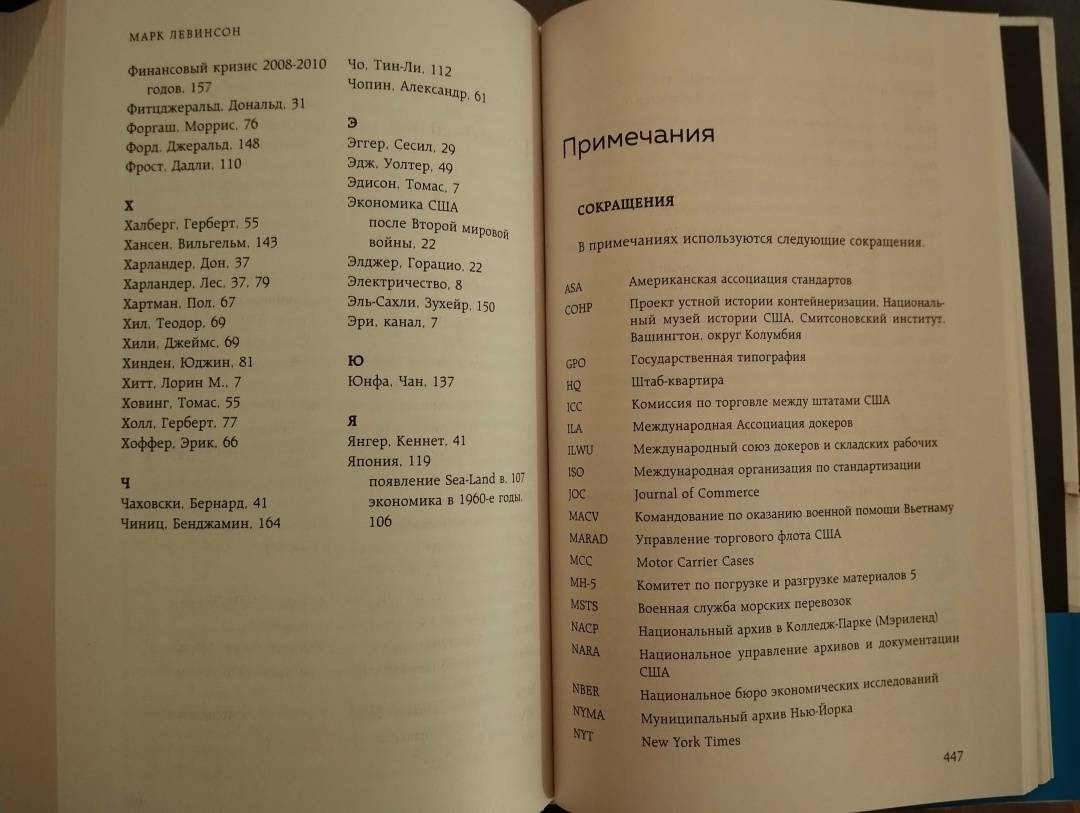 МАРК ЛЕВИНСОН
Финансовый кризис 2008-2010
годов, 157
Фитцджеральд, Дональд, 31
Форгаш, Моррис, 76
Форд, Джеральд, 148
Фрост, Дадли, 110
Х
Халберг, Герберт, 55
Хансен, Вильгельм, 143
Харландер, Дон, 37
Харландер, Лес, 37, 79
Хартман, Пол, 67
Хил, Теодор, 69
Хили, Джеймс, 69
Хинден, Юджин, 81
Хитт, Лорин М., 7
Ховинг, Томас, 55
Холл, Герберт, 77
Хоффер, Эрик, 66
Ч
Чаховски, Бернард, 41
Чиниц, Бенджамин, 164
Чо, Тин-Ли, 112
Чопин, Александр, 61
Э
Эггер, Сесил, 29
Эдж, Уолтер, 49
Эдисон, Томас, 7
Экономика США
после Второй мировой
войны, 22
Элджер, Горацио, 22
Электричество, 8
Эль-Сахли, Зухейр, 150
Эри, канал, 7
Ю
Юнфа, Чан, 137
Я
Янгер, Кеннет, 41
Япония, 119
появление Sea-Land в, 107
экономика в 1960-е годы,
106
Примечания
СОКРАЩЕНИЯ
В примечаниях используются следующие сокращения.
ASA Американская ассоциация стандартов
COHP Проект устной истории контейнеризации, Националь-
ный музей истории США, Смитсоновский институт,
Вашингтон, округ Колумбия
GPO Государственная типография
HQ Штаб-квартира
ICC Комиссия по торговле между штатами США
ILA Международная Ассоциация докеров
ILWU Международный союз докеров и складских рабочих
ISO Международная организация по стандартизации
JOC Journal of Commerce
MACV Командование по оказанию военной помощи Вьетнаму
MARAD Управление торгового флота США
MCC Motor Carrier Cases
MH-5 Комитет по погрузке и разгрузке материалов 5
MSTS Военная служба морских перевозок
NACP Национальный архив в Колледж-Парке (Мэриленд)
NARA Национальное управление архивов и документации
США
NBER Национальное бюро экономических исследований
NYMA Муниципальный архив Нью-Йорка
NYT New York Times
447